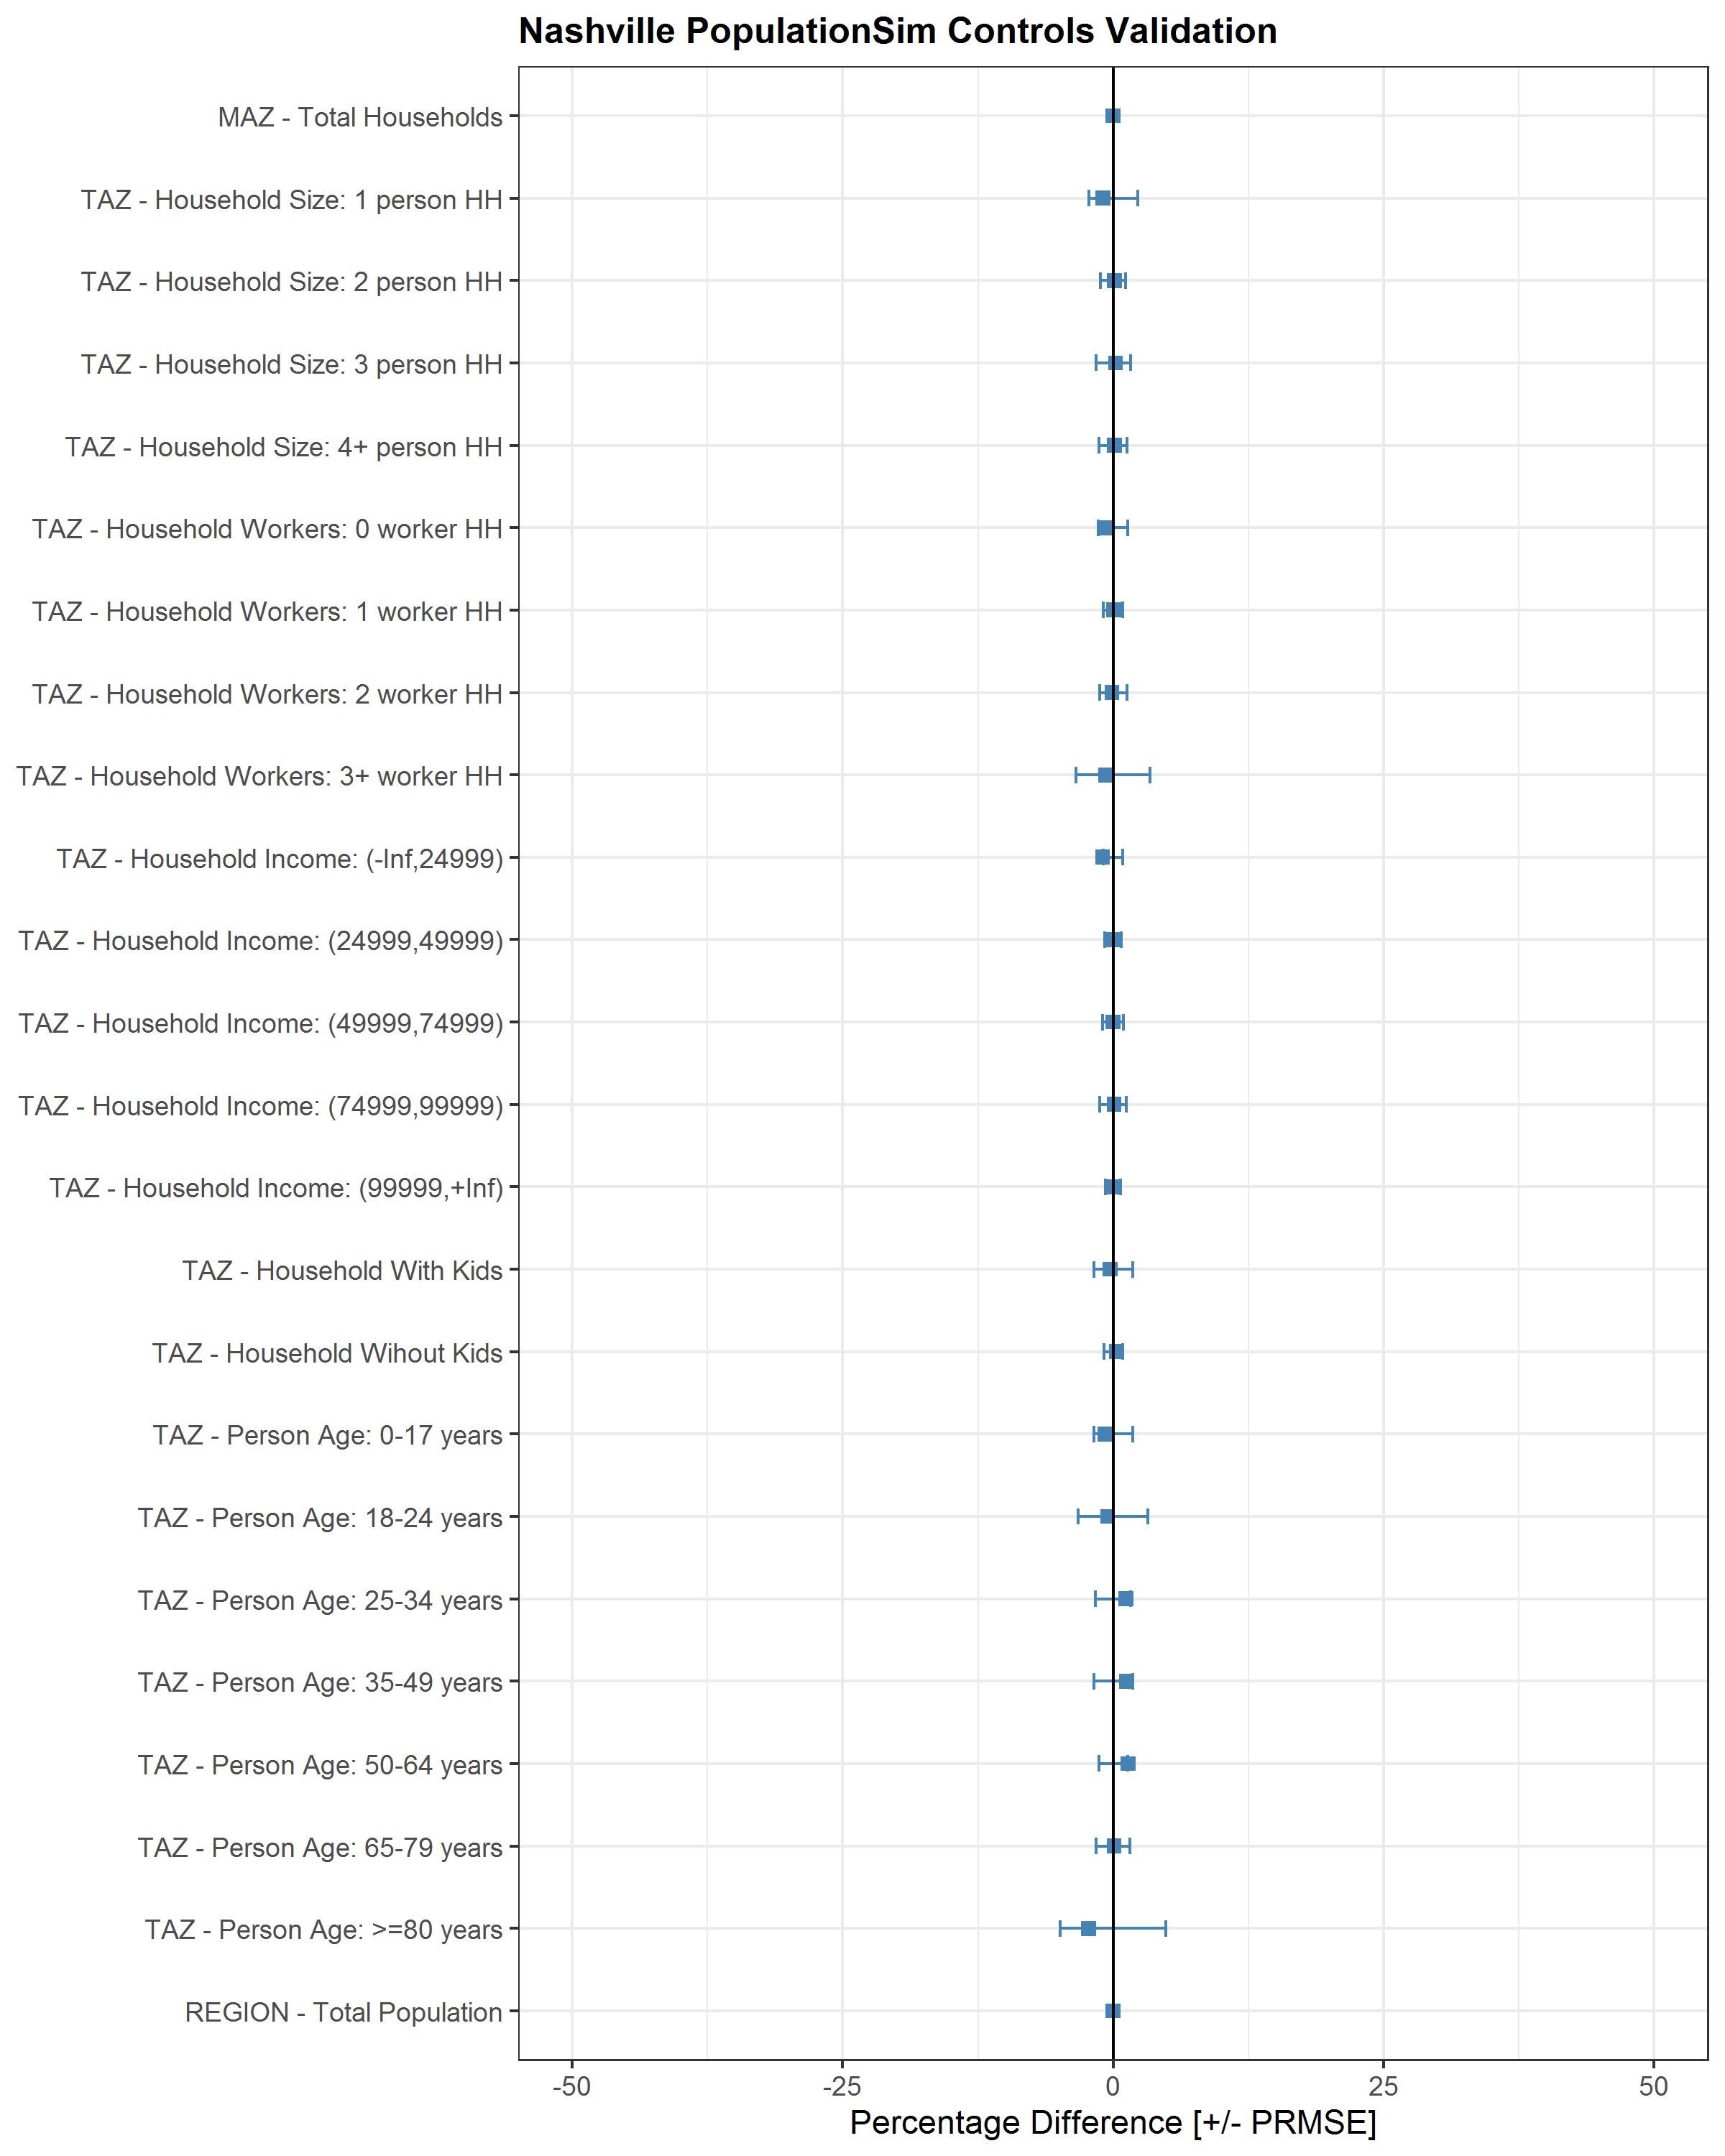 Nashville PopulationSim Controls Validation
MAZ - Total Households
TAZ - Household Size: 1 person HH
TAZ - Household Size: 2 person HH
TAZ - Household Size: 3 person HH
TAZ - Household Size: 4+ person HH
TAZ - Household Workers: 0 worker HH
TAZ - Household Workers: 1 worker HH
TAZ - Household Workers: 2 worker HH
TAZ - Household Workers: 3+ worker HH
TAZ - Household Income: (-Inf,24999)
TAZ - Household Income: (24999,49999)
TAZ - Household Income: (49999,74999)
TAZ - Household Income: (74999,99999)
TAZ - Household Income: (99999,+Inf)
TAZ - Household With Kids
TAZ - Household Wihout Kids
TAZ - Person Age: 0-17 years
TAZ - Person Age: 18-24 years
TAZ - Person Age: 25-34 years
TAZ - Person Age: 35-49 years
TAZ - Person Age: 50-64 years
TAZ - Person Age: 65-79 years
TAZ - Person Age: >=80 years
REGION - Total Population
-50 -25 0 25 50
Percentage Difference [+/- PRMSE]